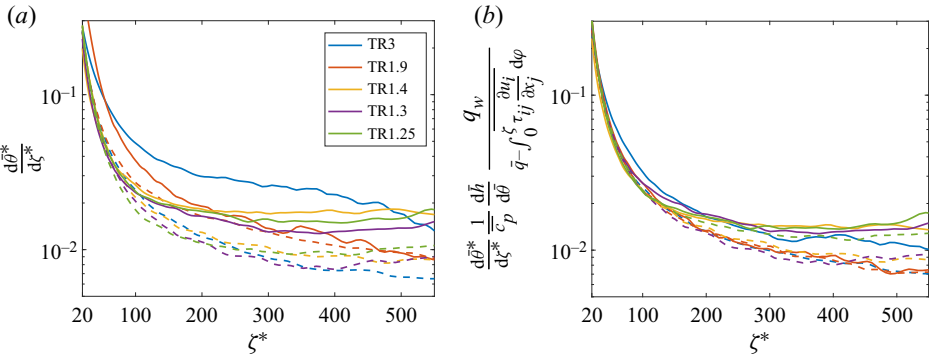 (a)
10⁻¹
10⁻²
20 100 200 300 400 500
ζ*
dθ̄*
dζ*
TR3
TR1.9
TR1.4
TR1.3
TR1.25
(b)
10⁻¹
10⁻²
20 100 200 300 400 500
ζ*
dθ̄* 1 dh̄ q_w
dζ* c̄_p dθ̄ q̄−∫₀^ζ τ_ij ∂u_i/∂x_j dφ